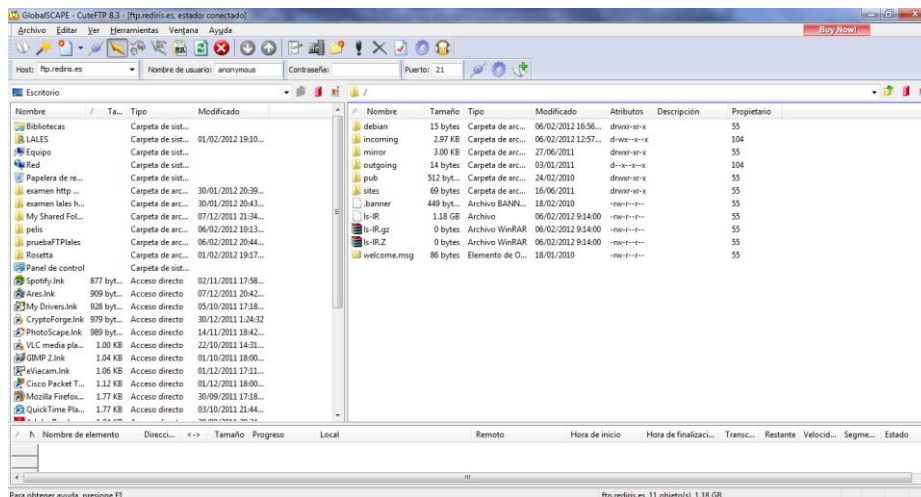 GlobalSCAPE - CuteFTP 8.3 - [ftp.rediris.es, estado: conectado]
Archivo Editar Ver Herramientas Ventana Ayuda Buy Now!
Host: ftp.rediris.es Nombre de usuario: anonymous Contraseña: Puerto: 21
Escritorio /
Nombre Ta... Tipo Modificado
Bibliotecas Carpeta de sist...
LALES Carpeta de sist... 01/02/2012 19:10...
Equipo Carpeta de sist...
Red Carpeta de sist...
Papelera de re... Carpeta de sist...
examen http ... Carpeta de arc... 30/01/2012 20:39...
examen lales h... Carpeta de arc... 30/01/2012 20:43...
My Shared Fol... Carpeta de arc... 07/12/2011 21:34...
pelis Carpeta de arc... 06/02/2012 10:13...
pruebaFTPlales Carpeta de arc... 06/02/2012 20:44...
Rosetta Carpeta de arc... 01/02/2012 19:17...
Panel de control Carpeta de sist...
Spotify.lnk 877 byt... Acceso directo 02/11/2011 17:58...
Ares.lnk 909 byt... Acceso directo 07/12/2011 20:42...
My Drivers.lnk 928 byt... Acceso directo 05/10/2011 17:18...
CryptoForge.lnk 979 byt... Acceso directo 30/12/2011 1:24:32
PhotoScape.lnk 989 byt... Acceso directo 14/11/2011 18:42...
VLC media pla... 1.00 KB Acceso directo 22/10/2011 14:31...
GIMP 2.lnk 1.04 KB Acceso directo 01/10/2011 18:00...
eViacam.lnk 1.06 KB Acceso directo 01/12/2011 17:11...
Cisco Packet T... 1.12 KB Acceso directo 01/12/2011 18:00...
Mozilla Firefox... 1.77 KB Acceso directo 30/09/2011 17:18...
QuickTime Pla... 1.77 KB Acceso directo 03/10/2011 21:44...
Nombre Tamaño Tipo Modificado Atributos Descripción Propietario
debian 15 bytes Carpeta de arc... 06/02/2012 16:56... drwxr-xr-x 55
incoming 2.97 KB Carpeta de arc... 06/02/2012 12:57... d-wx--x--x 104
mirror 3.00 KB Carpeta de arc... 27/06/2011 drwxr-xr-x 55
outgoing 14 bytes Carpeta de arc... 03/01/2011 d--x--x--x 104
pub 512 byt... Carpeta de arc... 24/02/2010 drwxr-xr-x 55
sites 69 bytes Carpeta de arc... 16/06/2011 drwxr-xr-x 55
.banner 449 byt... Archivo BANN... 18/02/2010 -rw-r--r-- 55
ls-lR 1.18 GB Archivo 06/02/2012 9:14:00 -rw-r--r-- 55
ls-lR.gz 0 bytes Archivo WinRAR 06/02/2012 9:14:00 -rw-r--r-- 55
ls-lR.Z 0 bytes Archivo WinRAR 06/02/2012 9:14:00 -rw-r--r-- 55
welcome.msg 86 bytes Elemento de O... 18/01/2010 -rw-r--r-- 55
N Nombre de elemento Direcci... <-> Tamaño Progreso Local Remoto Hora de inicio Hora de finalizaci... Transc... Restante Velocid... Segme... Estado
Para obtener ayuda, presione F1 ftp.rediris.es, 11 objeto(s), 1.18 GB